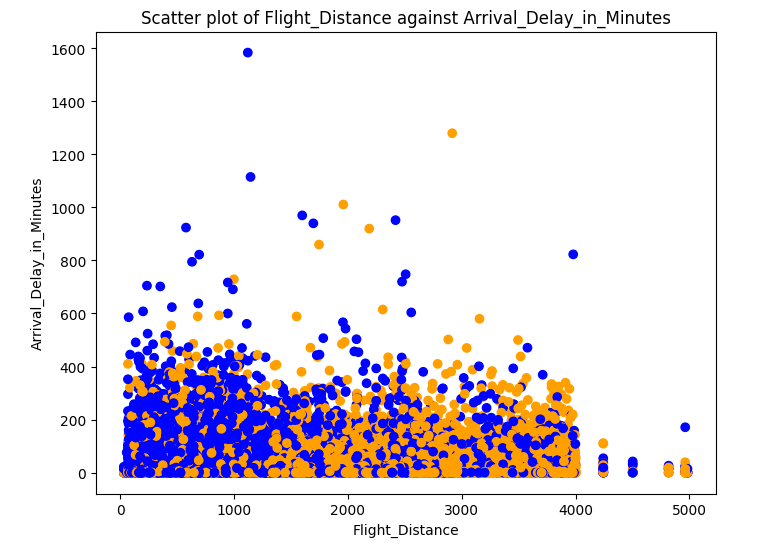 Scatter plot of Flight_Distance against Arrival_Delay_in_Minutes
1600
1400
1200
1000
800
600
400
200
0
Arrival_Delay_in_Minutes
0 1000 2000 3000 4000 5000
Flight_Distance